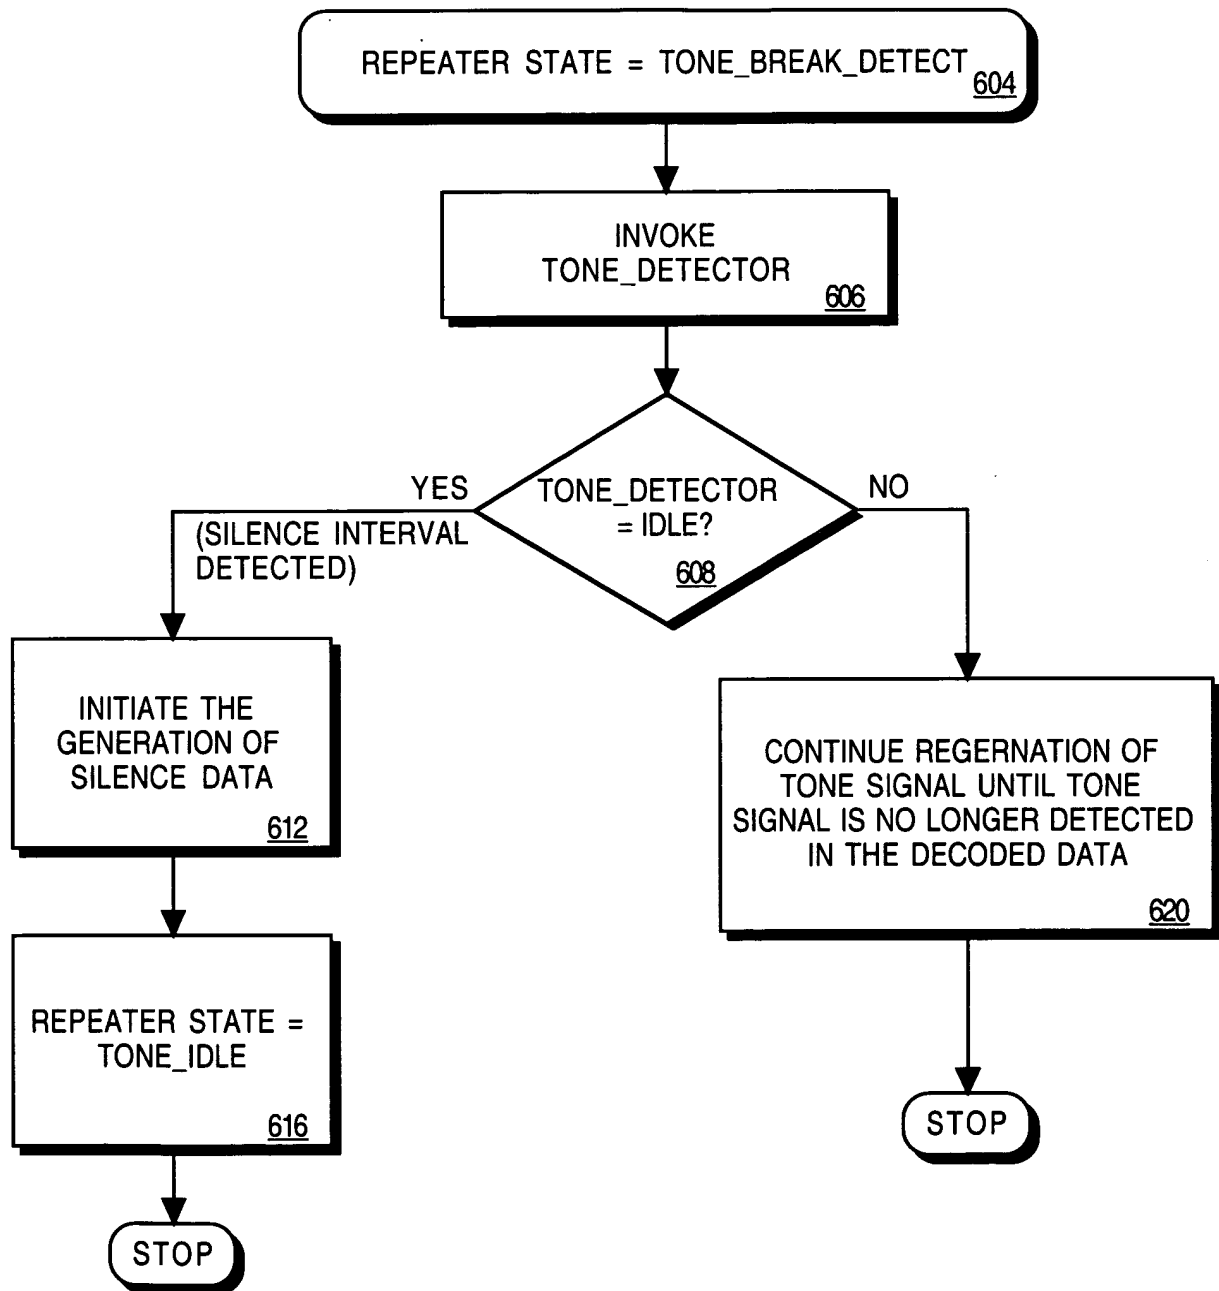 REPEATER STATE = TONE_BREAK_DETECT
604
INVOKE
TONE_DETECTOR
606
TONE_DETECTOR
= IDLE?
608
YES
(SILENCE INTERVAL
DETECTED)
NO
INITIATE THE
GENERATION OF
SILENCE DATA
612
CONTINUE REGERNATION OF
TONE SIGNAL UNTIL TONE
SIGNAL IS NO LONGER DETECTED
IN THE DECODED DATA
620
REPEATER STATE =
TONE_IDLE
616
STOP
STOP